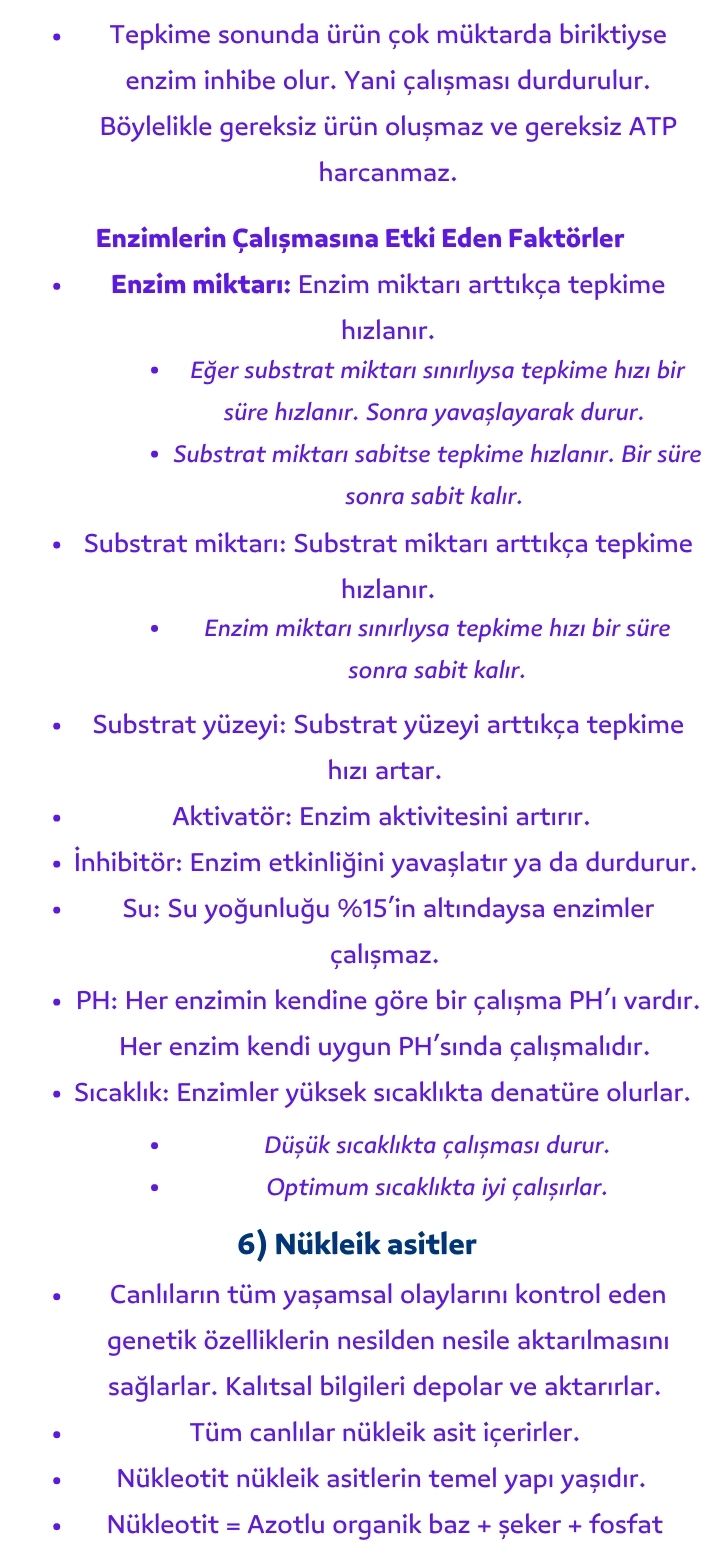 • Tepkime sonunda ürün çok müktarda biriktiyse
enzim inhibe olur. Yani çalışması durdurulur.
Böylelikle gereksiz ürün oluşmaz ve gereksiz ATP
harcanmaz.
Enzimlerin Çalışmasına Etki Eden Faktörler
• Enzim miktarı: Enzim miktarı arttıkça tepkime
hızlanır.
• Eğer substrat miktarı sınırlıysa tepkime hızı bir
süre hızlanır. Sonra yavaşlayarak durur.
• Substrat miktarı sabitse tepkime hızlanır. Bir süre
sonra sabit kalır.
• Substrat miktarı: Substrat miktarı arttıkça tepkime
hızlanır.
• Enzim miktarı sınırlıysa tepkime hızı bir süre
sonra sabit kalır.
• Substrat yüzeyi: Substrat yüzeyi arttıkça tepkime
hızı artar.
• Aktivatör: Enzim aktivitesini artırır.
• İnhibitör: Enzim etkinliğini yavaşlatır ya da durdurur.
• Su: Su yoğunluğu %15’in altındaysa enzimler
çalışmaz.
• PH: Her enzimin kendine göre bir çalışma PH’ı vardır.
Her enzim kendi uygun PH’sında çalışmalıdır.
• Sıcaklık: Enzimler yüksek sıcaklıkta denatüre olurlar.
• Düşük sıcaklıkta çalışması durur.
• Optimum sıcaklıkta iyi çalışırlar.
6) Nükleik asitler
• Canlıların tüm yaşamsal olaylarını kontrol eden
genetik özelliklerin nesilden nesile aktarılmasını
sağlarlar. Kalıtsal bilgileri depolar ve aktarırlar.
• Tüm canlılar nükleik asit içerirler.
• Nükleotit nükleik asitlerin temel yapı yaşıdır.
• Nükleotit = Azotlu organik baz + şeker + fosfat